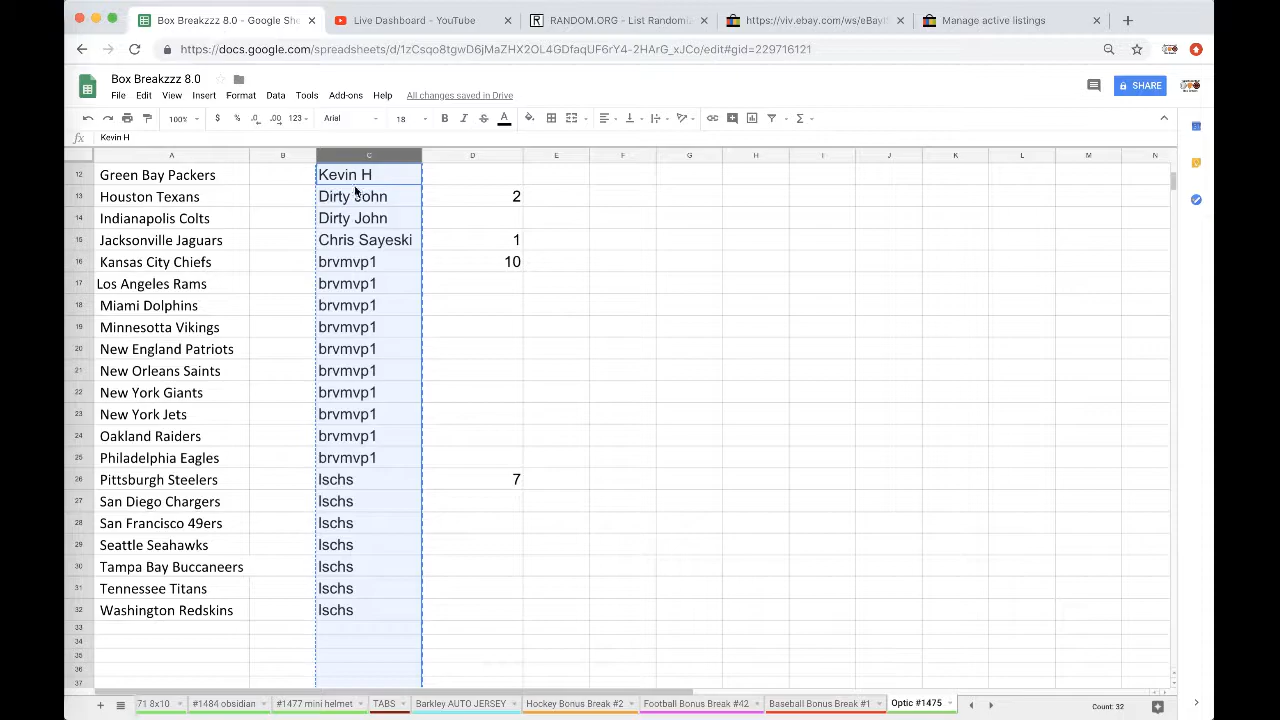 Box Breakzzz 8.0 - Google She
Live Dashboard - YouTube
RANDOM.ORG - List Randomiz
https://www.ebay.com/ws/eBayI
Manage active listings
https://docs.google.com/spreadsheets/d/
/edit#gid=229716121
Box Breakzzz 8.0
File Edit View Insert Format Data Tools Add-ons Help All changes saved in Drive
SHARE
100% $ % .0 .00 123 Arial 18 B I S A
fx Kevin H
A B C D E F G H I J K L M N
12 Green Bay Packers Kevin H
13 Houston Texans Dirty John 2
14 Indianapolis Colts Dirty John
15 Jacksonville Jaguars Chris Sayeski 1
16 Kansas City Chiefs brvmvp1 10
17 Los Angeles Rams brvmvp1
18 Miami Dolphins brvmvp1
19 Minnesotta Vikings brvmvp1
20 New England Patriots brvmvp1
21 New Orleans Saints brvmvp1
22 New York Giants brvmvp1
23 New York Jets brvmvp1
24 Oakland Raiders brvmvp1
25 Philadelphia Eagles brvmvp1
26 Pittsburgh Steelers lschs 7
27 San Diego Chargers lschs
28 San Francisco 49ers lschs
29 Seattle Seahawks lschs
30 Tampa Bay Buccaneers lschs
31 Tennessee Titans lschs
32 Washington Redskins lschs
33
34
35
36
37
71 8x10 #1484 obsidian #1477 mini helmet TABS Barkley AUTO JERSEY Hockey Bonus Break #2 Football Bonus Break #42 Baseball Bonus Break #1 Optic #1475 Count: 32